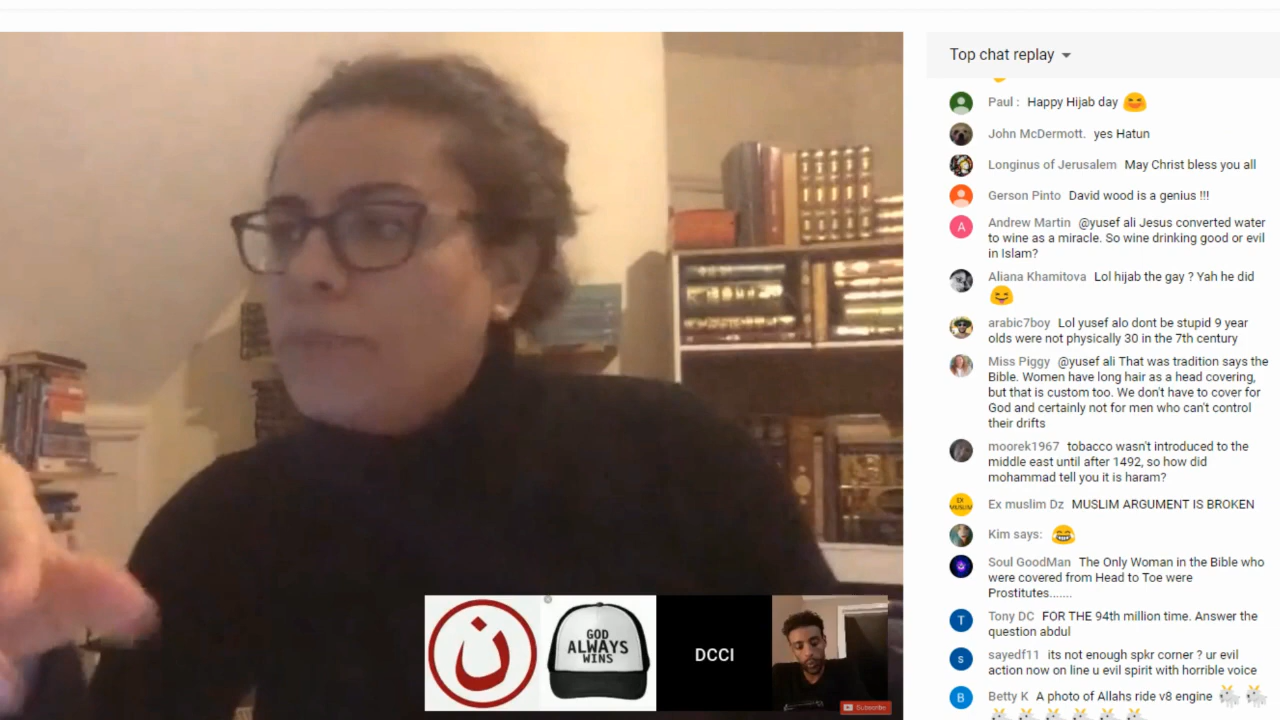 Top chat replay
Paul : Happy Hijab day
John McDermott. yes Hatun
Longinus of Jerusalem May Christ bless you all
Gerson Pinto David wood is a genius !!!
A Andrew Martin @yusef ali Jesus converted water
to wine as a miracle. So wine drinking good or evil
in Islam?
Aliana Khamitova Lol hijab the gay ? Yah he did
arabic7boy Lol yusef alo dont be stupid 9 year
olds were not physically 30 in the 7th century
Miss Piggy @yusef ali That was tradition says the
Bible. Women have long hair as a head covering,
but that is custom too. We don't have to cover for
God and certainly not for men who can't control
their drifts
moorek1967 tobacco wasn't introduced to the
middle east until after 1492, so how did
mohammad tell you it is haram?
EX
MUSLIM
Ex muslim Dz MUSLIM ARGUMENT IS BROKEN
Kim says:
Soul GoodMan The Only Woman in the Bible who
were covered from Head to Toe were
Prostitutes.......
T Tony DC FOR THE 94th million time. Answer the
question abdul
s sayedf11 its not enough spkr corner ? ur evil
action now on line u evil spirit with horrible voice
B Betty K A photo of Allahs ride v8 engine
ن
GOD
ALWAYS
WINS
DCCI
Subscribe